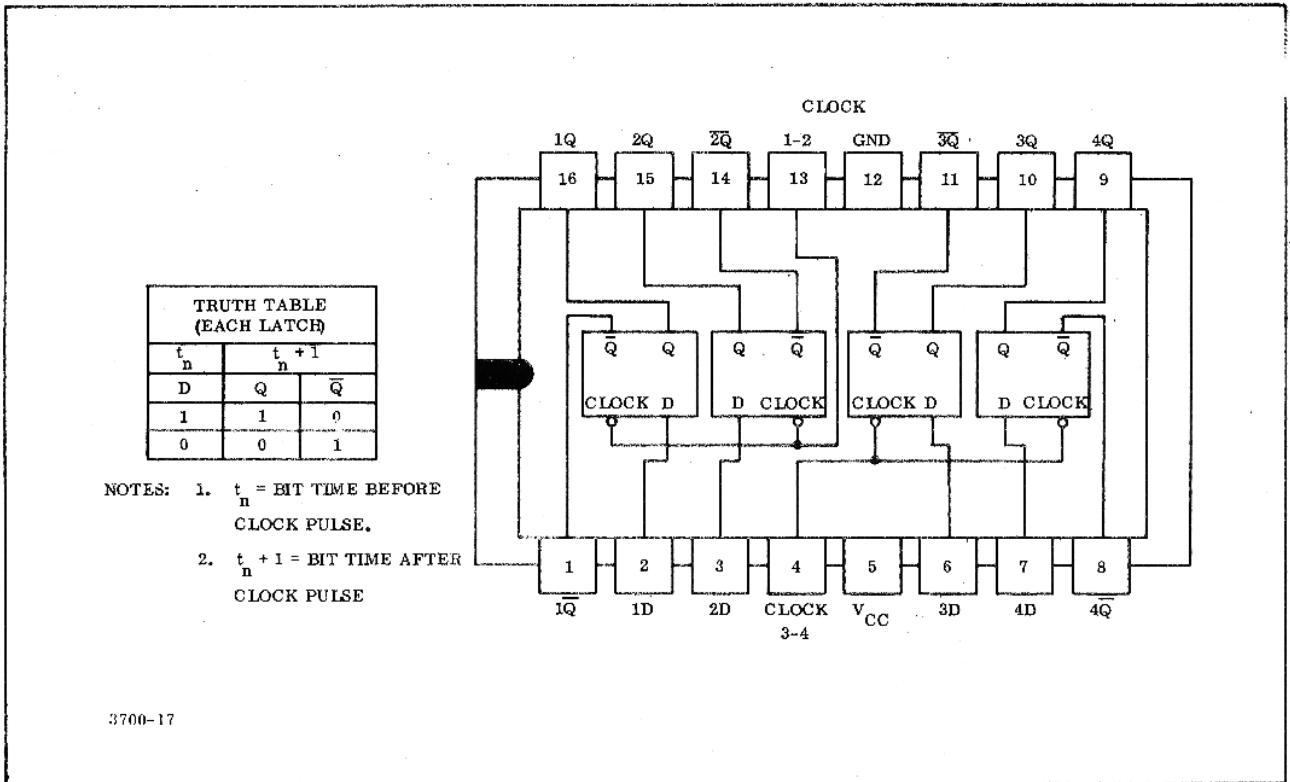 CLOCK
1Q 2Q 2Q̅ 1-2 GND 3Q̅ 3Q 4Q
16 15 14 13 12 11 10 9
TRUTH TABLE
(EACH LATCH)
tn tn + 1
D Q Q̅
1 1 0
0 0 1
Q̅ Q Q Q̅ Q̅ Q Q Q̅
CLOCK D D CLOCK CLOCK D D CLOCK
NOTES: 1. tn = BIT TIME BEFORE
CLOCK PULSE.
2. tn + 1 = BIT TIME AFTER
CLOCK PULSE
1 2 3 4 5 6 7 8
1Q̅ 1D 2D CLOCK VCC 3D 4D 4Q̅
3-4
3700-17